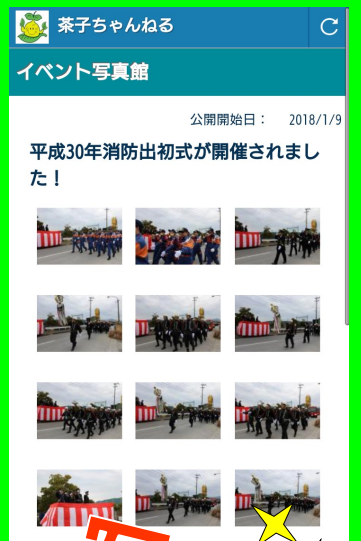 茶子ちゃんねる
イベント写真館
公開開始日： 2018/1/9
平成30年消防出初式が開催されまし
た！